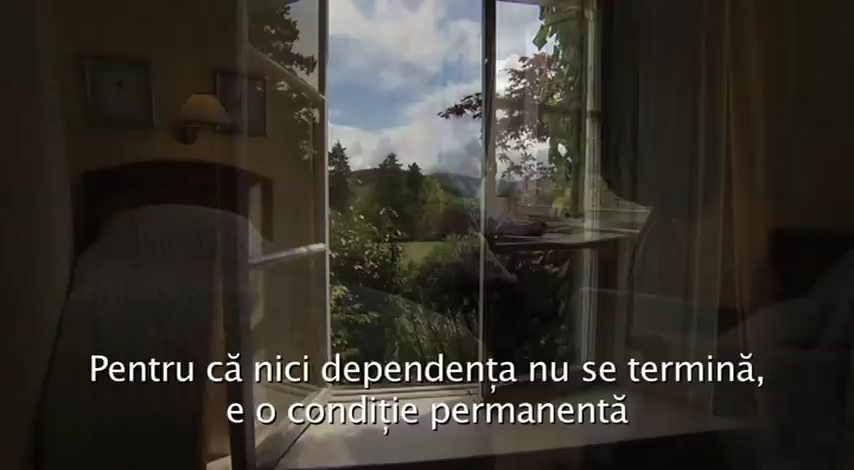 Pentru că nici dependența nu se termină,
e o condiție permanentă